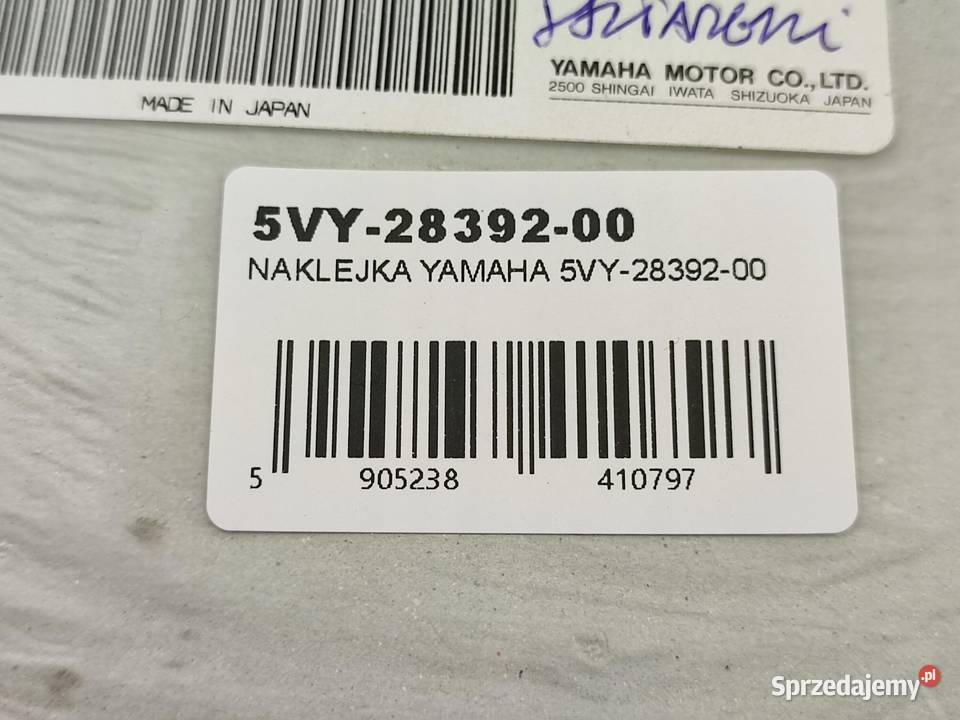 MADE IN JAPAN
YAMAHA MOTOR CO., LTD.
2500 SHINGAI IWATA SHIZUOKA JAPAN
5VY-28392-00
NAKLEJKA YAMAHA 5VY-28392-00
5 905238 410797
Sprzedajemy.pl